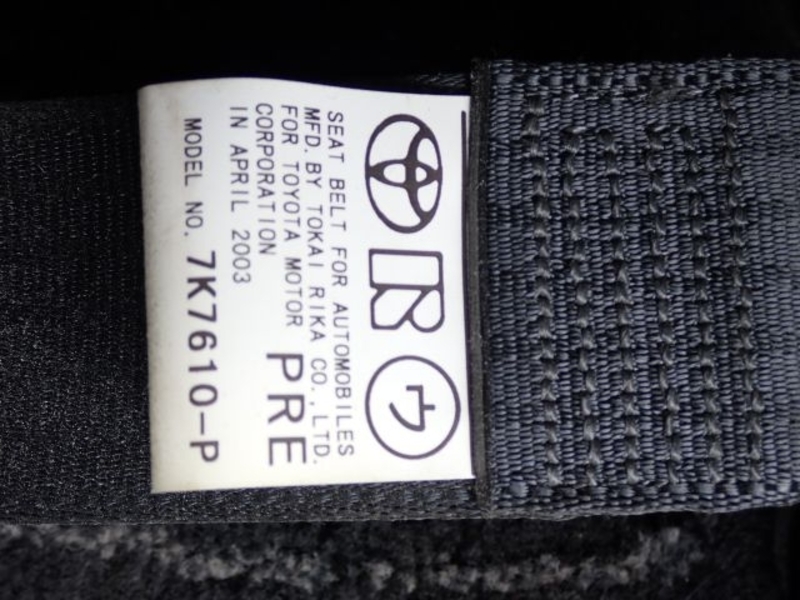 R ウ
SEAT BELT FOR AUTOMOBILES
MFD. BY TOKAI RIKA CO., LTD.
FOR TOYOTA MOTOR
CORPORATION
PRE
IN APRIL 2003
MODEL NO. 7K7610-P